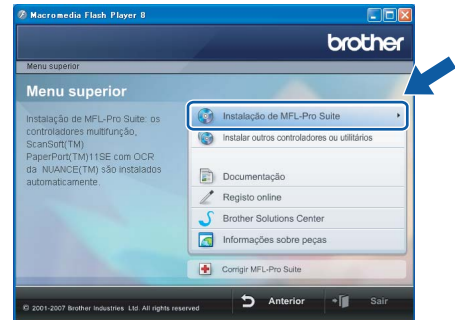 Macromedia Flash Player 8
brother
Menu superior
Menu superior
Instalação de MFL-Pro Suite: os
controladores multifunção,
ScanSoft(TM)
PaperPort(TM)11SE com OCR
da NUANCE(TM) são instalados
automaticamente.
Instalação de MFL-Pro Suite
Instalar outros controladores ou utilitários
Documentação
Registo online
Brother Solutions Center
Informações sobre peças
Corrigir MFL-Pro Suite
© 2001-2007 Brother Industries Ltd. All rights reserved
Anterior
Sair